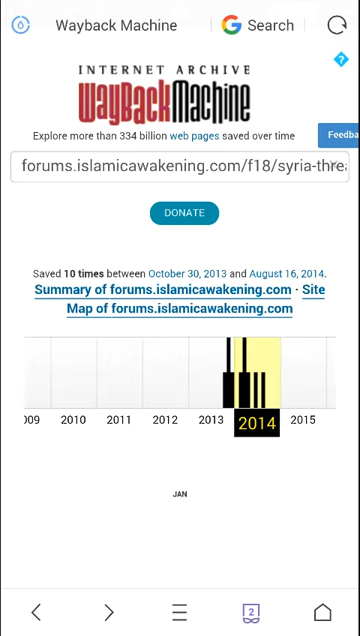 Wayback Machine
Search
?
INTERNET ARCHIVE
WayBackMachine
Explore more than 334 billion web pages saved over time
Feedba
forums.islamicawakening.com/f18/syria-threa
DONATE
Saved 10 times between October 30, 2013 and August 16, 2014.
Summary of forums.islamicawakening.com · Site
Map of forums.islamicawakening.com
009 2010 2011 2012 2013 2014 2015
JAN
2